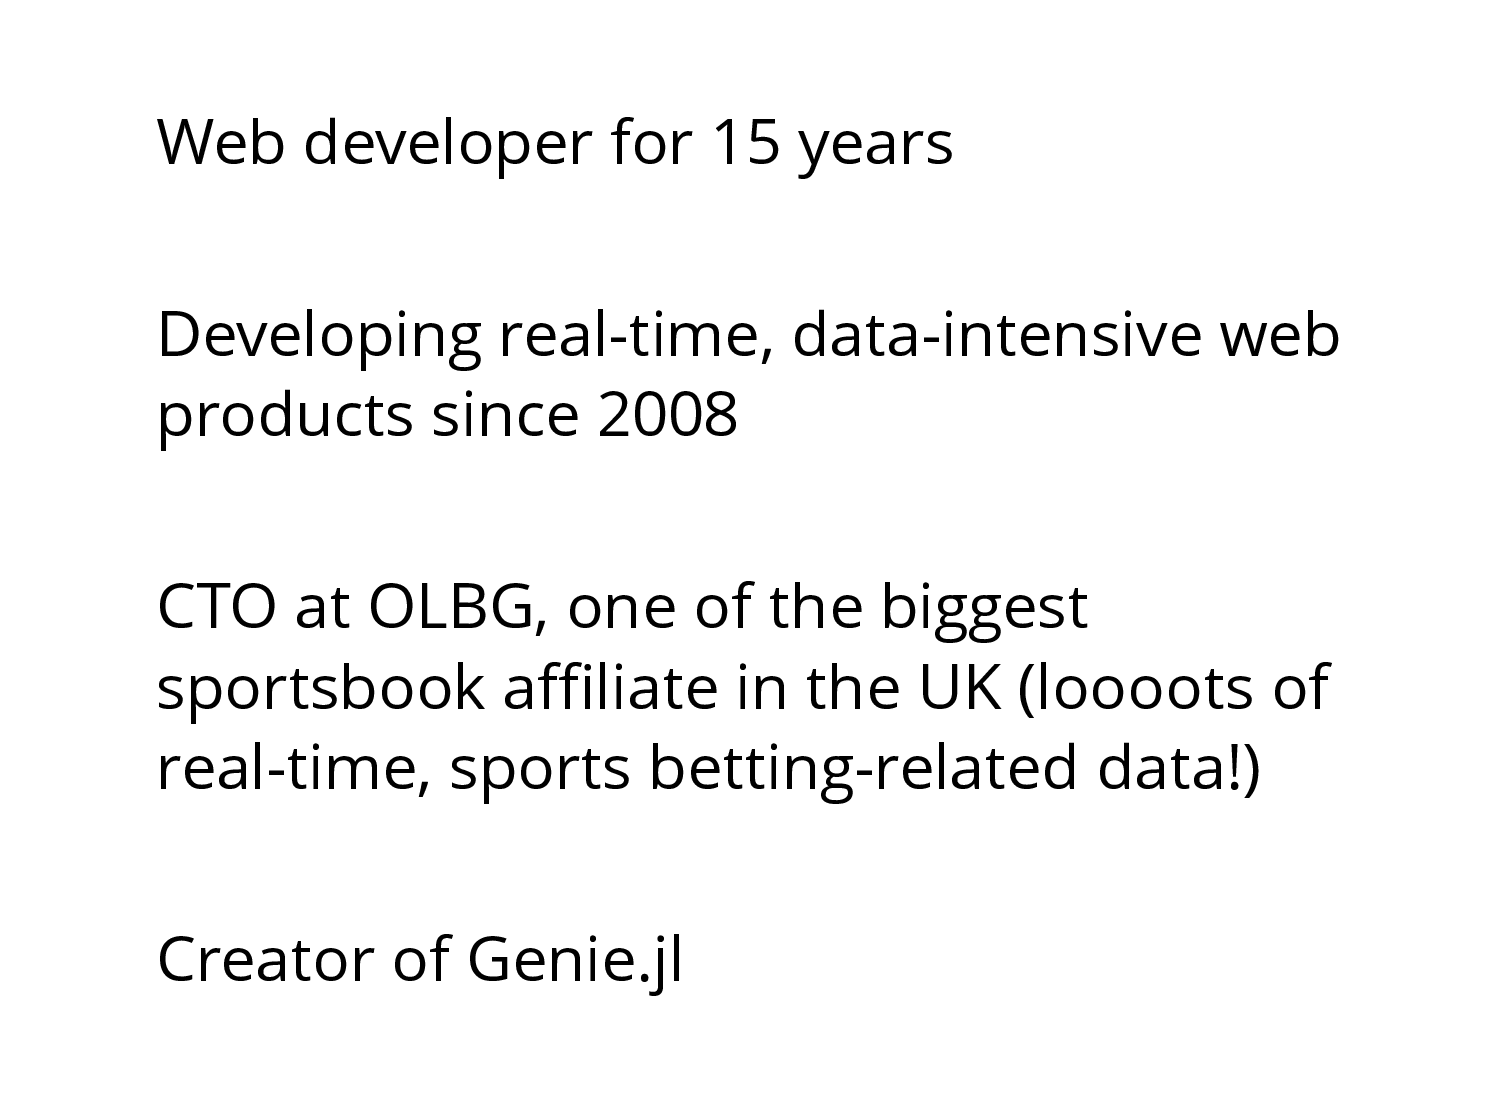 Web developer for 15 years
Developing real-time, data-intensive web
products since 2008
CTO at OLBG, one of the biggest
sportsbook affiliate in the UK (loooots of
real-time, sports betting-related data!)
Creator of Genie.jl